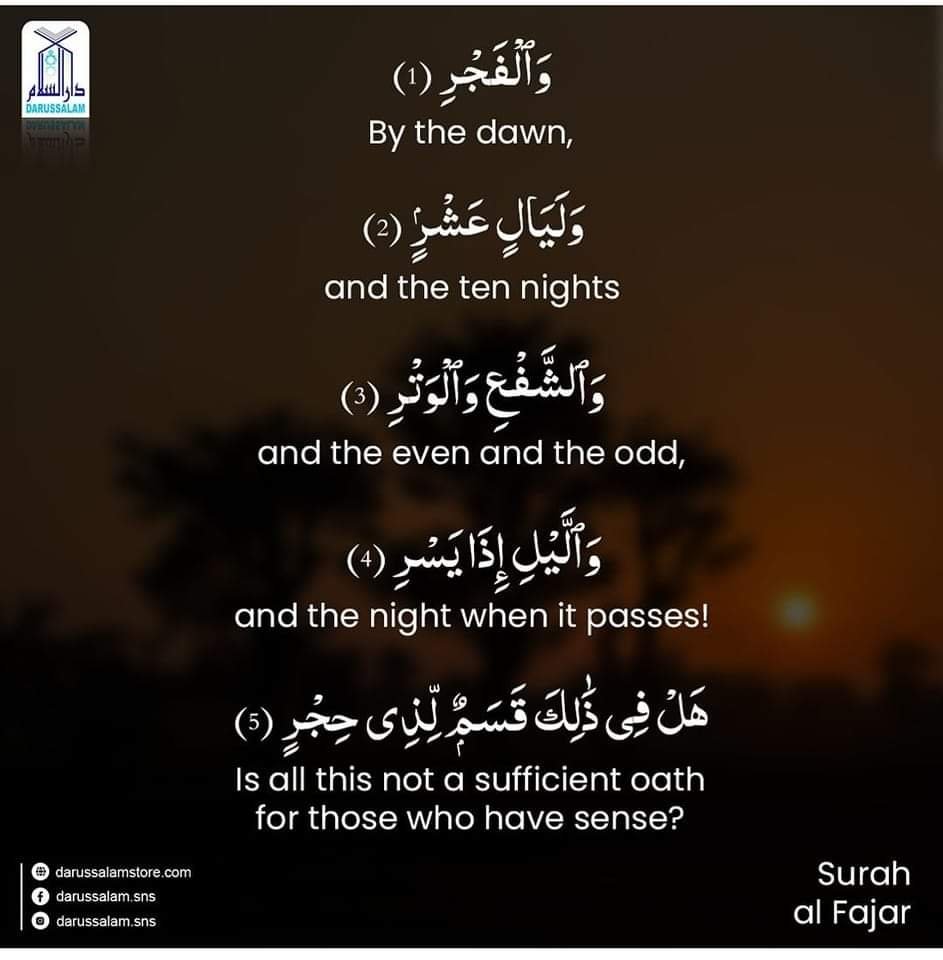 دارالسلام
DARUSSALAM
وَٱلْفَجْرِ (1)
By the dawn,
وَلَيَالٍ عَشْرٍۢ (2)
and the ten nights
وَٱلشَّفْعِ وَٱلْوَتْرِ (3)
and the even and the odd,
وَٱلَّيْلِ إِذَا يَسْرِ (4)
and the night when it passes!
هَلْ فِى ذَٰلِكَ قَسَمٌۭ لِّذِى حِجْرٍ (5)
Is all this not a sufficient oath
for those who have sense?
darussalamstore.com
darussalam.sns
darussalam.sns
Surah
al Fajar